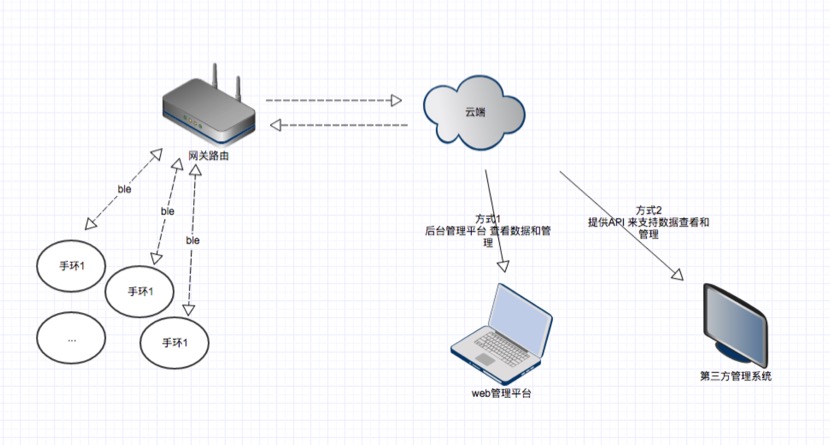 云端
网关路由
ble
ble
ble
方式1
后台管理平台 查看数据和管
理
方式2
提供API 来支持数据查看和
管理
手环1
手环1
...
手环1
第三方管理系统
web管理平台